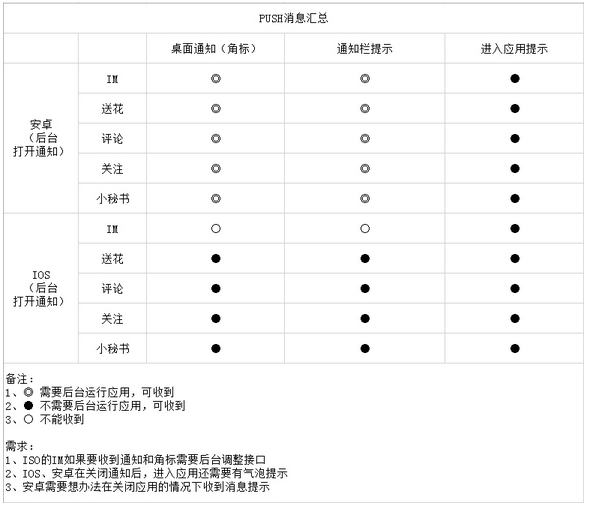 PUSH消息汇总
桌面通知（角标） 通知栏提示 进入应用提示
安卓
（后台
打开通知）
IM ◎ ◎ ●
送花 ◎ ◎ ●
评论 ◎ ◎ ●
关注 ◎ ◎ ●
小秘书 ◎ ◎ ●
IOS
（后台
打开通知）
IM ○ ○ ●
送花 ● ● ●
评论 ● ● ●
关注 ● ● ●
小秘书 ● ● ●
备注：
1、◎ 需要后台运行应用，可收到
2、● 不需要后台运行应用，可收到
3、○ 不能收到
需求：
1、ISO的IM如果要收到通知和角标需要后台调整接口
2、IOS、安卓在关闭通知后，进入应用还需要有气泡提示
3、安卓需要想办法在关闭应用的情况下收到消息提示